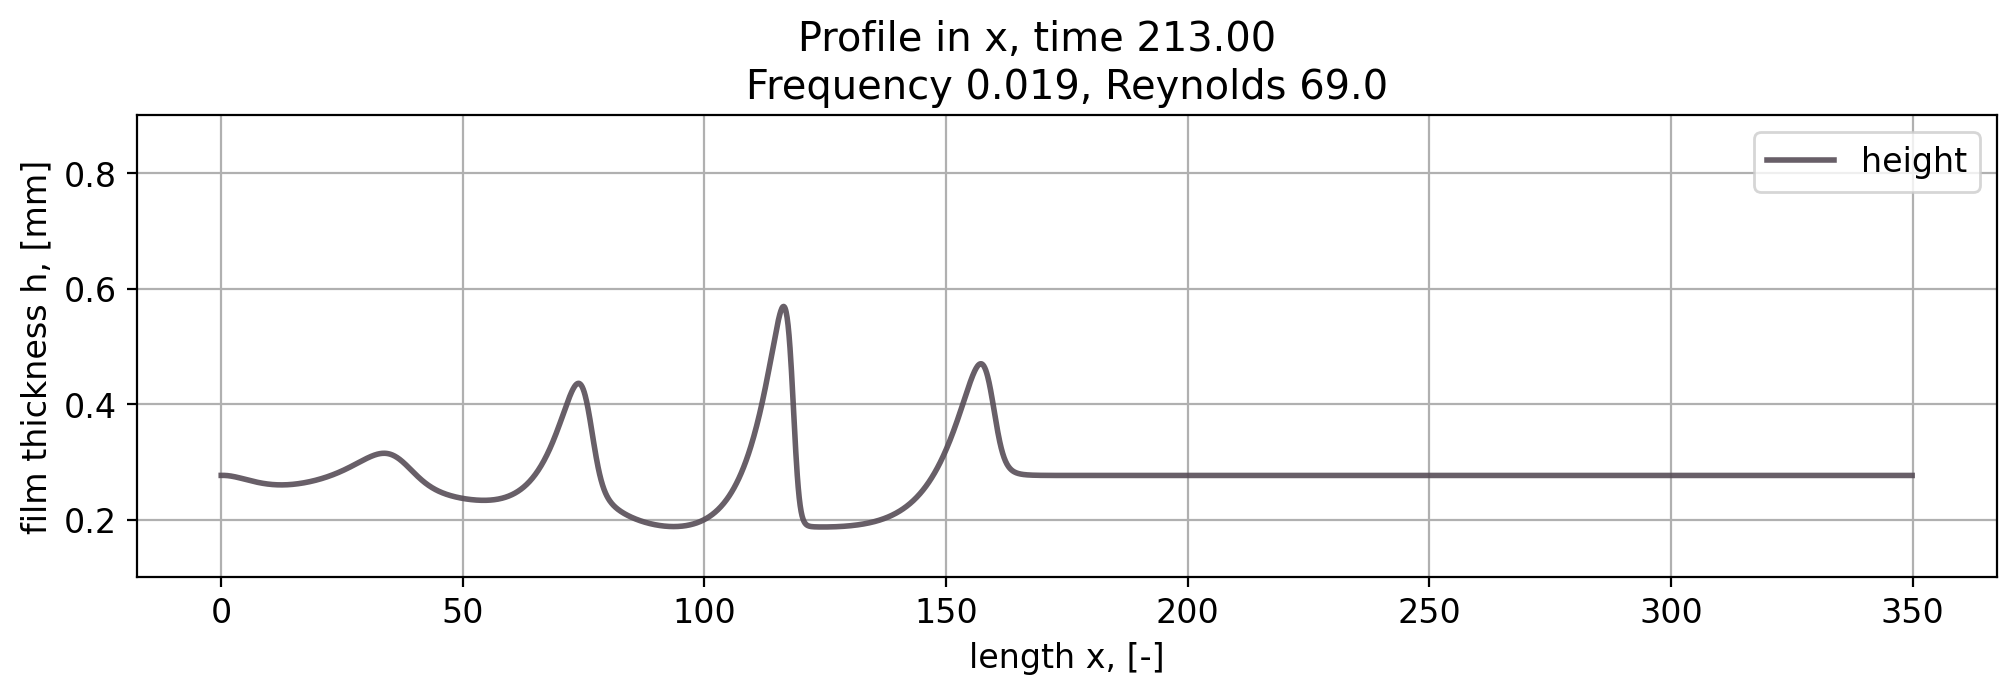 Profile in x, time 213.00
Frequency 0.019, Reynolds 69.0
height
film thickness h, [mm]
0.8
0.6
0.4
0.2
0 50 100 150 200 250 300 350
length x, [-]